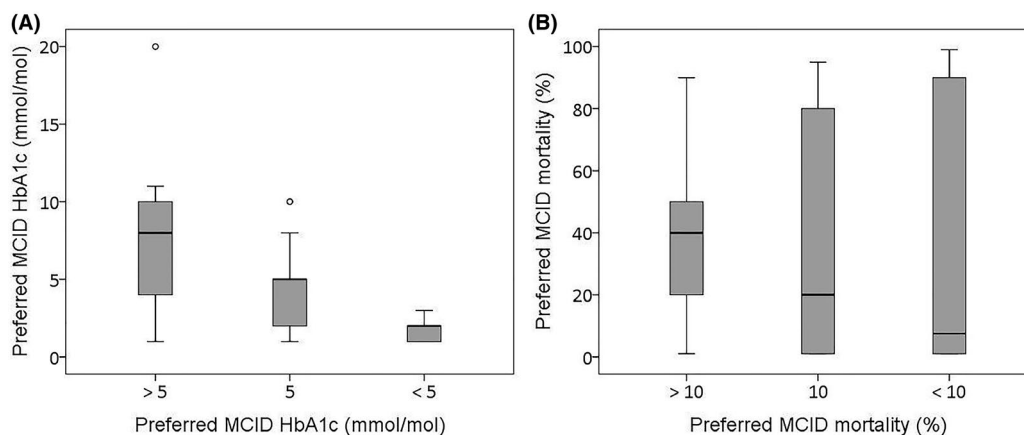 (A)
Preferred MCID HbA1c (mmol/mol)
20
15
10
5
0
> 5
5
< 5
Preferred MCID HbA1c (mmol/mol)
(B)
Preferred MCID mortality (%)
100
80
60
40
20
0
> 10
10
< 10
Preferred MCID mortality (%)